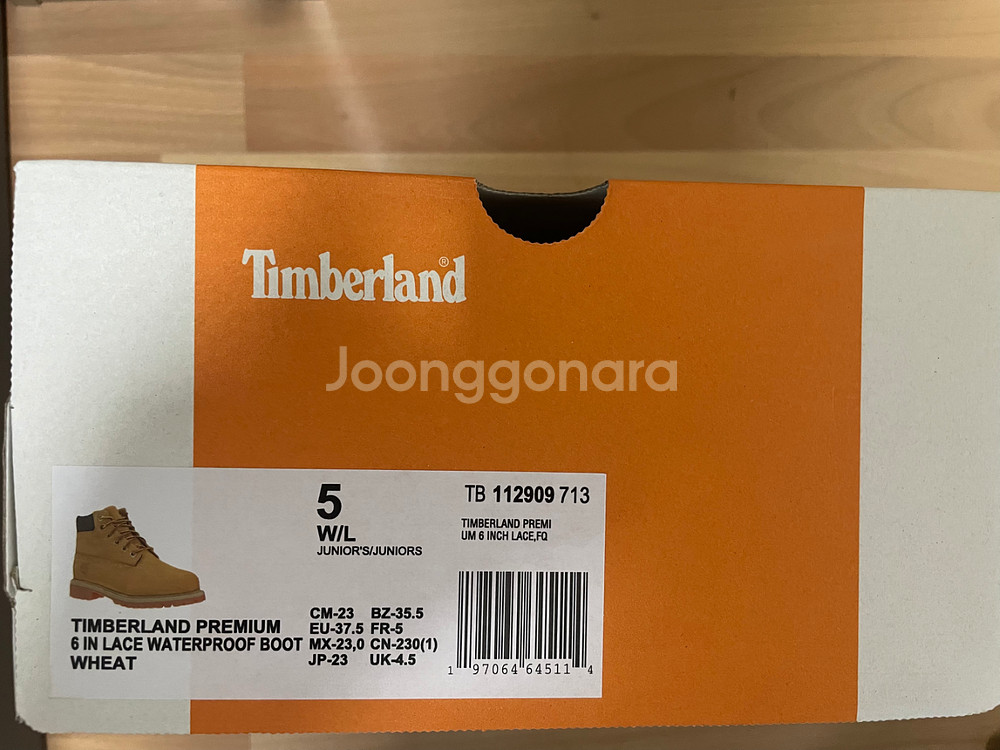 Timberland®
Joonggonara
5
W/L
JUNIOR'S/JUNIORS
TB 112909 713
TIMBERLAND PREMI
UM 6 INCH LACE,FQ
TIMBERLAND PREMIUM
6 IN LACE WATERPROOF BOOT
WHEAT
CM-23 BZ-35.5
EU-37.5 FR-5
MX-23,0 CN-230(1)
JP-23 UK-4.5
1 97064 64511 4